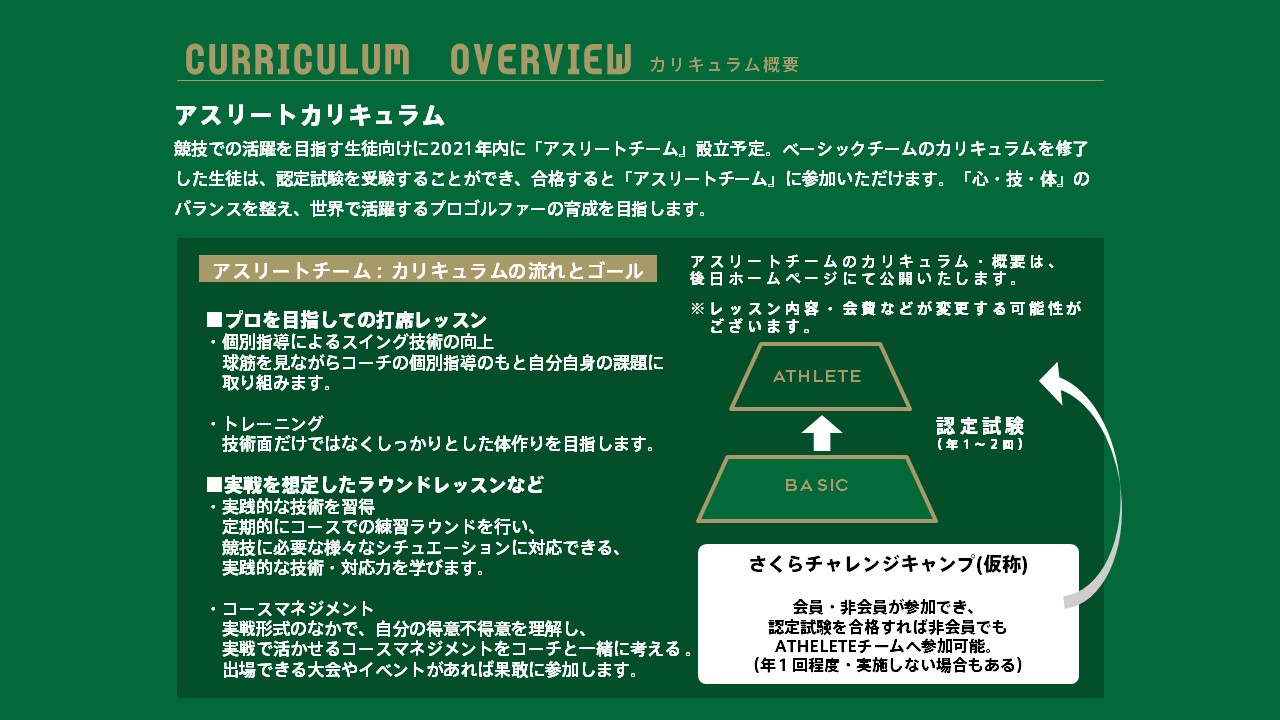 CURRICULUM OVERVIEW カリキュラム概要
アスリートカリキュラム
競技での活躍を目指す生徒向けに2021年内に「アスリートチーム」設立予定。ベーシックチームのカリキュラムを修了
した生徒は、認定試験を受験することができ、合格すると「アスリートチーム」に参加いただけます。「心・技・体」の
バランスを整え、世界で活躍するプロゴルファーの育成を目指します。
アスリートチーム：カリキュラムの流れとゴール
■プロを目指しての打席レッスン
・個別指導によるスイング技術の向上
球筋を見ながらコーチの個別指導のもと自分自身の課題に
取り組みます。
・トレーニング
技術面だけではなくしっかりとした体作りを目指します。
■実戦を想定したラウンドレッスンなど
・実践的な技術を習得
定期的にコースでの練習ラウンドを行い、
競技に必要な様々なシチュエーションに対応できる、
実践的な技術・対応力を学びます。
・コースマネジメント
実戦形式のなかで、自分の得意不得意を理解し、
実戦で活かせるコースマネジメントをコーチと一緒に考える。
出場できる大会やイベントがあれば果敢に参加します。
アスリートチームのカリキュラム・概要は、
後日ホームページにて公開いたします。
※レッスン内容・会費などが変更する可能性が
ございます。
ATHLETE
認定試験
(年1～2回)
BASIC
さくらチャレンジキャンプ(仮称)
会員・非会員が参加でき、
認定試験を合格すれば非会員でも
ATHELETEチームへ参加可能。
(年1回程度・実施しない場合もある)